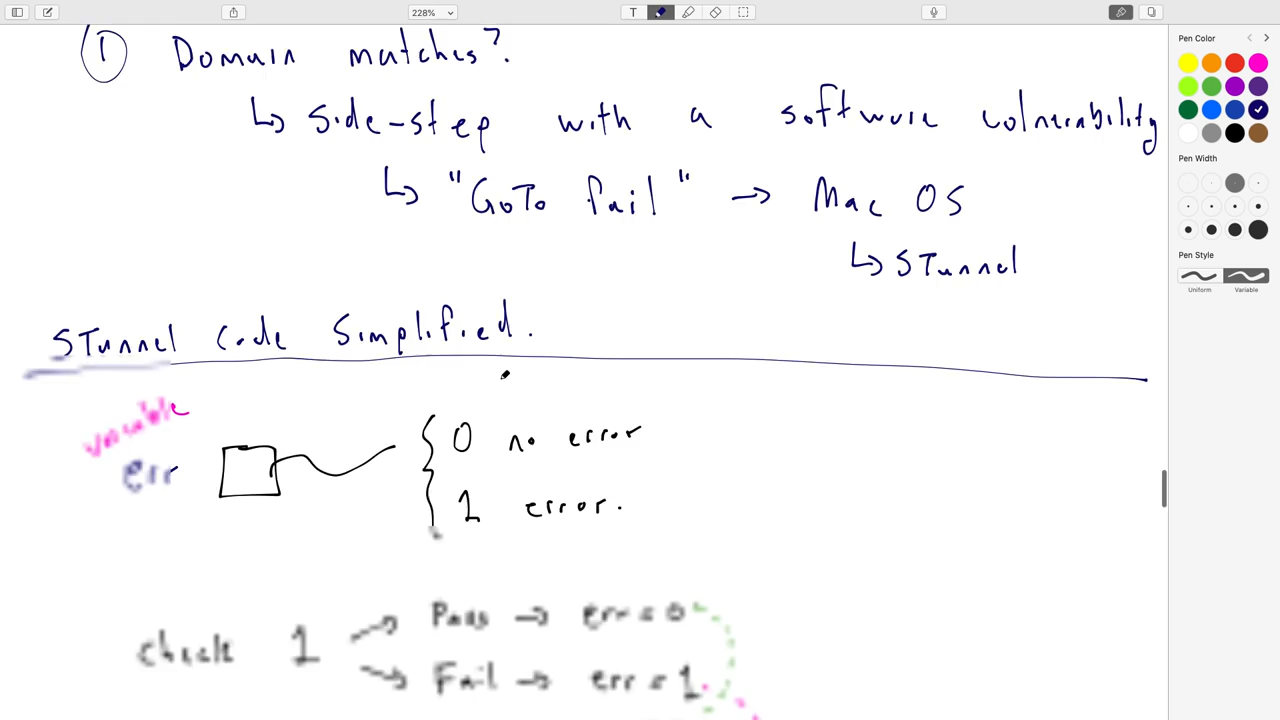 228%
T
① Domain matches?
↳ side-step with a software vulnerability
↳ "GoTo fail" → Mac OS
↳ STunnel
STunnel Code Simplified.
variable
err
0 no error
1 error.
check 1
Pass → err = 0
Fail → err = 1
Pen Color
Pen Width
Pen Style
Uniform Variable